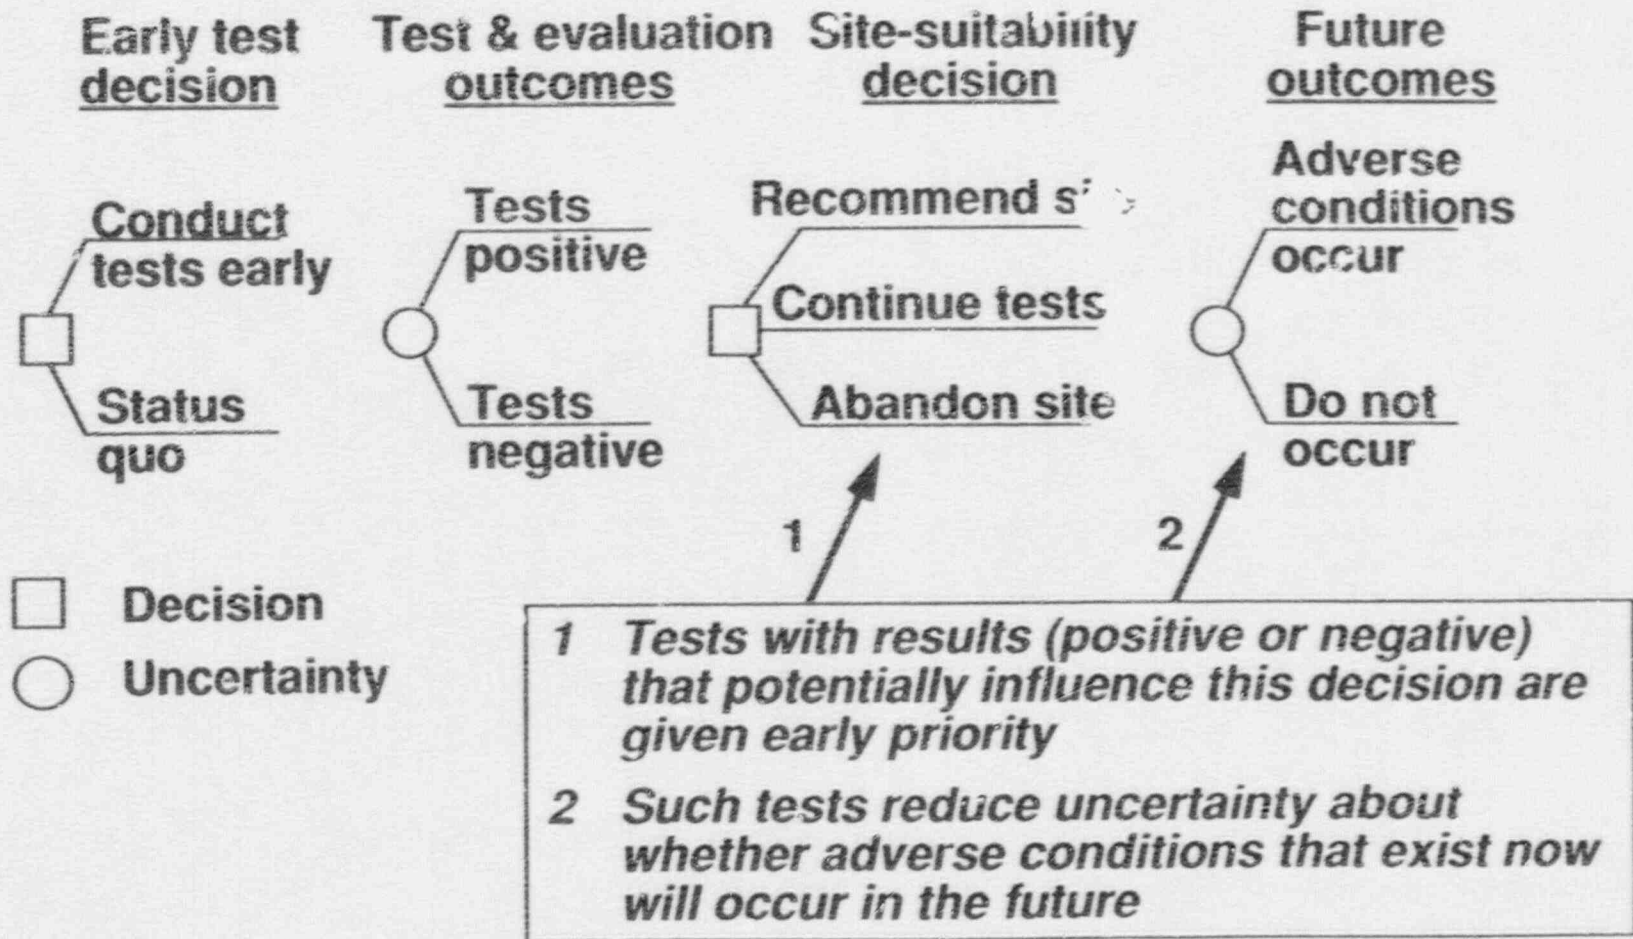 Early test
decision
Test & evaluation
outcomes
Site-suitability
decision
Future
outcomes
Conduct
tests early
Status
quo
Tests
positive
Tests
negative
Recommend
Continue tests
Abandon site
Adverse
conditions
occur
Do not
occur
1
2
Decision
Uncertainty
1 Tests with results (positive or negative)
that potentially influence this decision are
given early priority
2 Such tests reduce uncertainty about
whether adverse conditions that exist now
will occur in the future